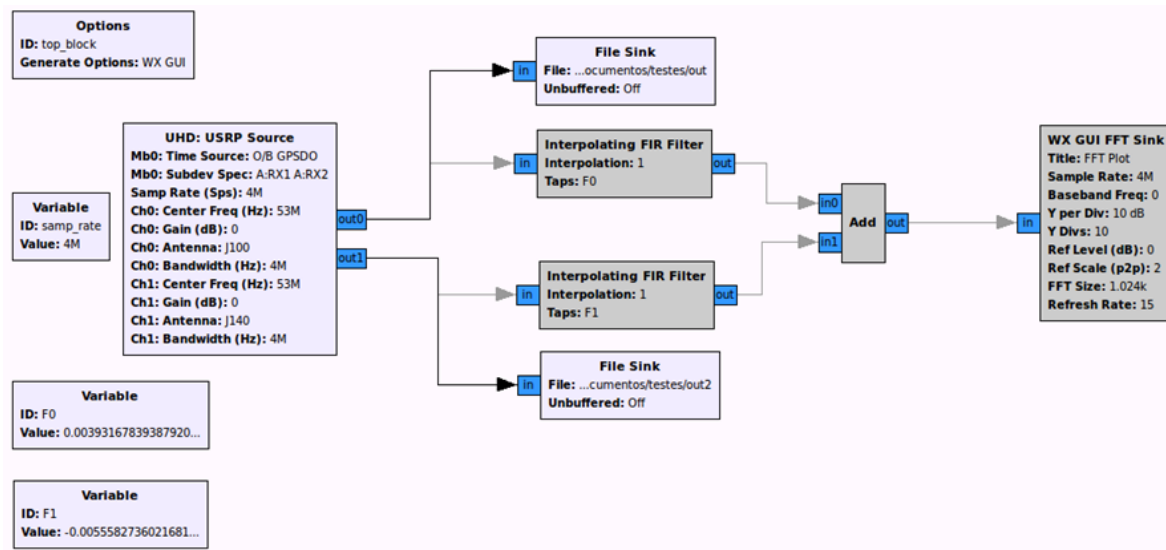 Options
ID: top_block
Generate Options: WX GUI
File Sink
in
File: ...ocumentos/testes/out
Unbuffered: Off
UHD: USRP Source
Mb0: Time Source: O/B GPSDO
Mb0: Subdev Spec: A:RX1 A:RX2
Samp Rate (Sps): 4M
Ch0: Center Freq (Hz): 53M
Ch0: Gain (dB): 0
Ch0: Antenna: J100
Ch0: Bandwidth (Hz): 4M
Ch1: Center Freq (Hz): 53M
Ch1: Gain (dB): 0
Ch1: Antenna: J140
Ch1: Bandwidth (Hz): 4M
out0
out1
Variable
ID: samp_rate
Value: 4M
Interpolating FIR Filter
in
Interpolation: 1
out
Taps: F0
Interpolating FIR Filter
in
Interpolation: 1
out
Taps: F1
in0
in1
Add
out
WX GUI FFT Sink
Title: FFT Plot
Sample Rate: 4M
Baseband Freq: 0
in
Y per Div: 10 dB
Y Divs: 10
Ref Level (dB): 0
Ref Scale (p2p): 2
FFT Size: 1.024k
Refresh Rate: 15
File Sink
in
File: ...cumentos/testes/out2
Unbuffered: Off
Variable
ID: F0
Value: 0.00393167839387920...
Variable
ID: F1
Value: -0.0055582736021681...